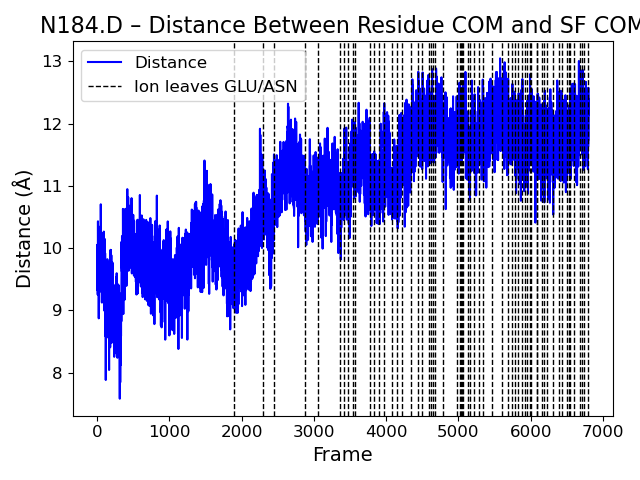 N184.D – Distance Between Residue COM and SF COM
Distance
Ion leaves GLU/ASN
13
12
11
10
9
8
Distance (Å)
0 1000 2000 3000 4000 5000 6000 7000
Frame